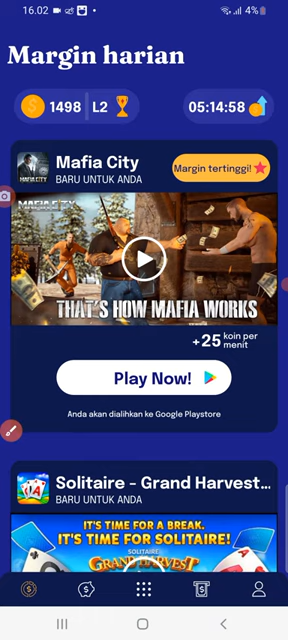 16.02
4%
Margin harian
1498 L2
05:14:58
Mafia City
BARU UNTUK ANDA
Margin tertinggi!
MAFIA CITY
THAT'S HOW MAFIA WORKS
+25 koin per menit
Play Now!
Anda akan dialihkan ke Google Playstore
Solitaire - Grand Harvest...
BARU UNTUK ANDA
IT'S TIME FOR A BREAK.
IT'S TIME FOR SOLITAIRE!
SOLITAIRE
GRAND HARVEST